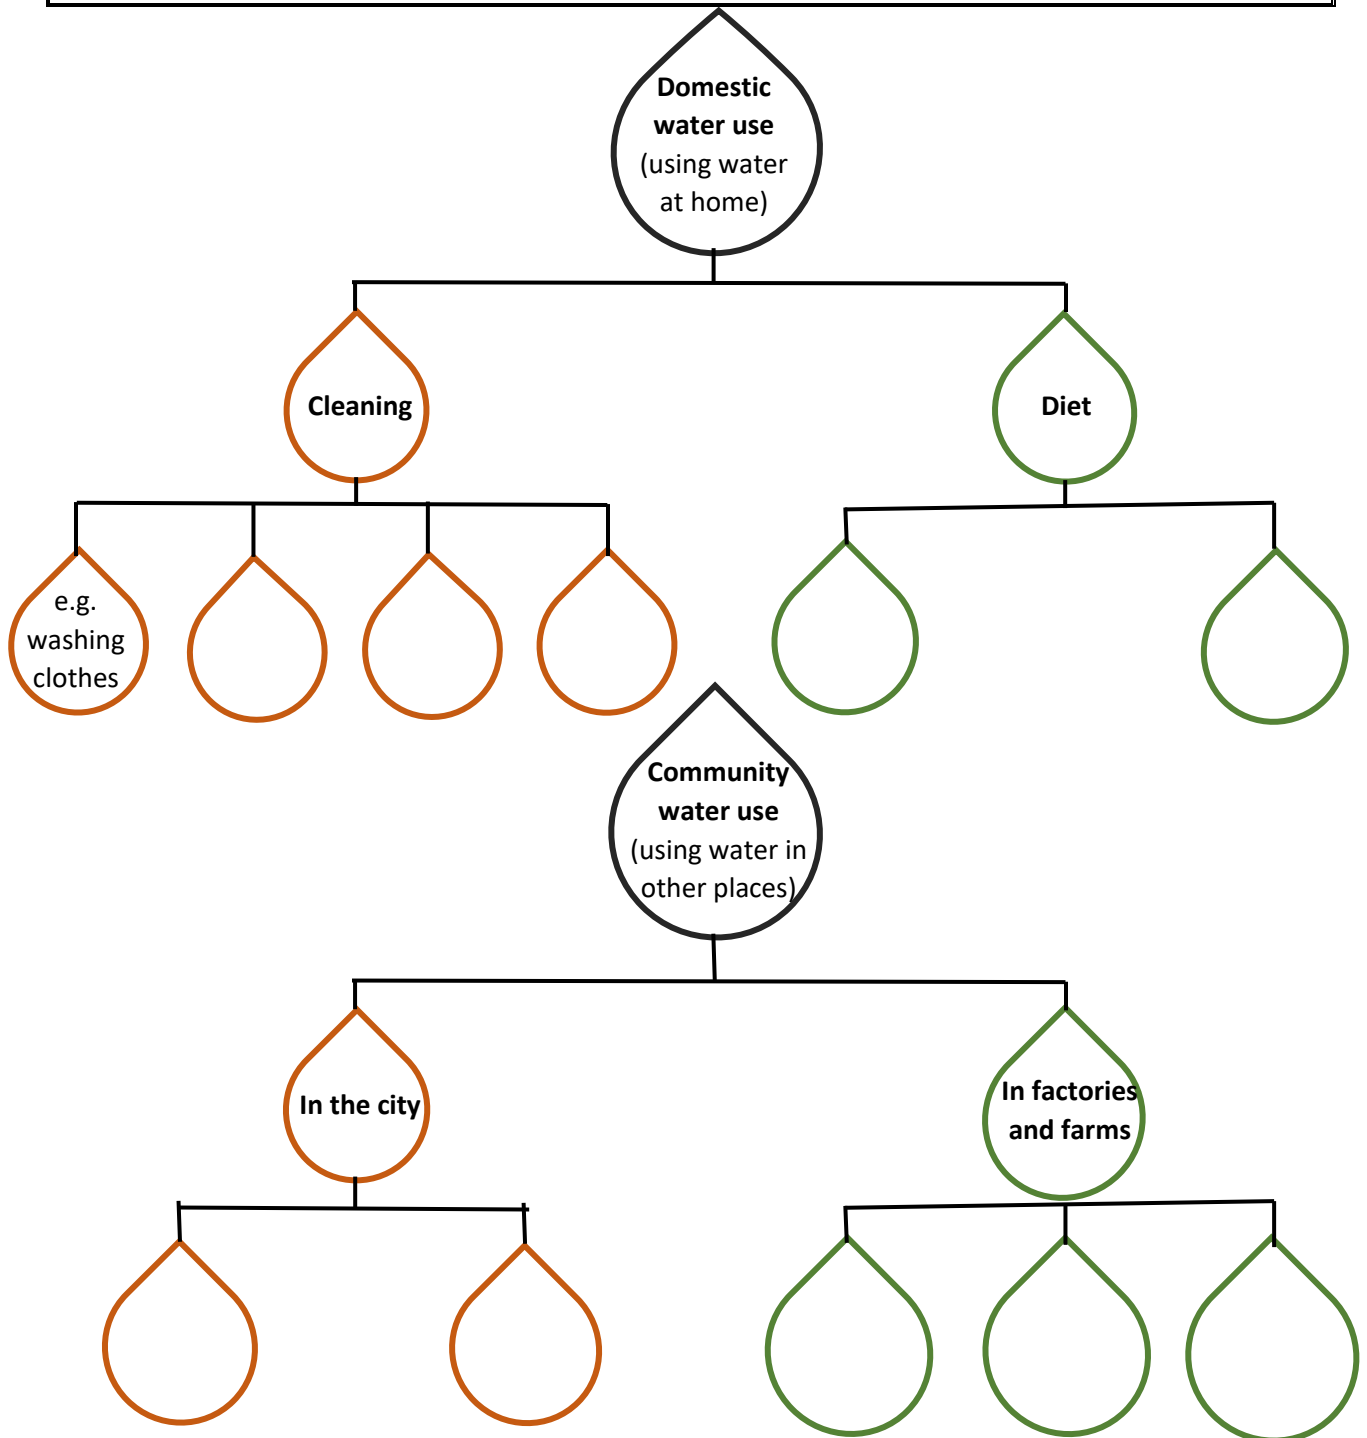 Domestic
water use
(using water
at home)
Cleaning
Diet
e.g.
washing
clothes
Community
water use
(using water in
other places)
In the city
In factories
and farms